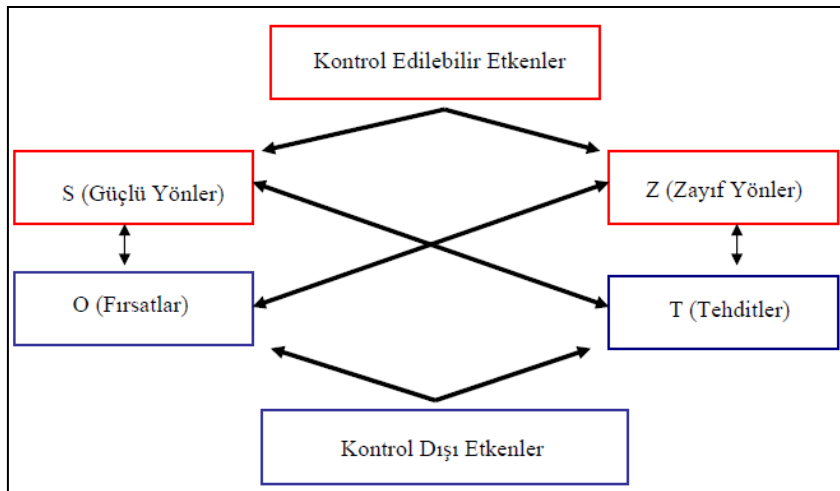 Kontrol Edilebilir Etkenler
S (Güçlü Yönler)
Z (Zayıf Yönler)
O (Fırsatlar)
T (Tehditler)
Kontrol Dışı Etkenler